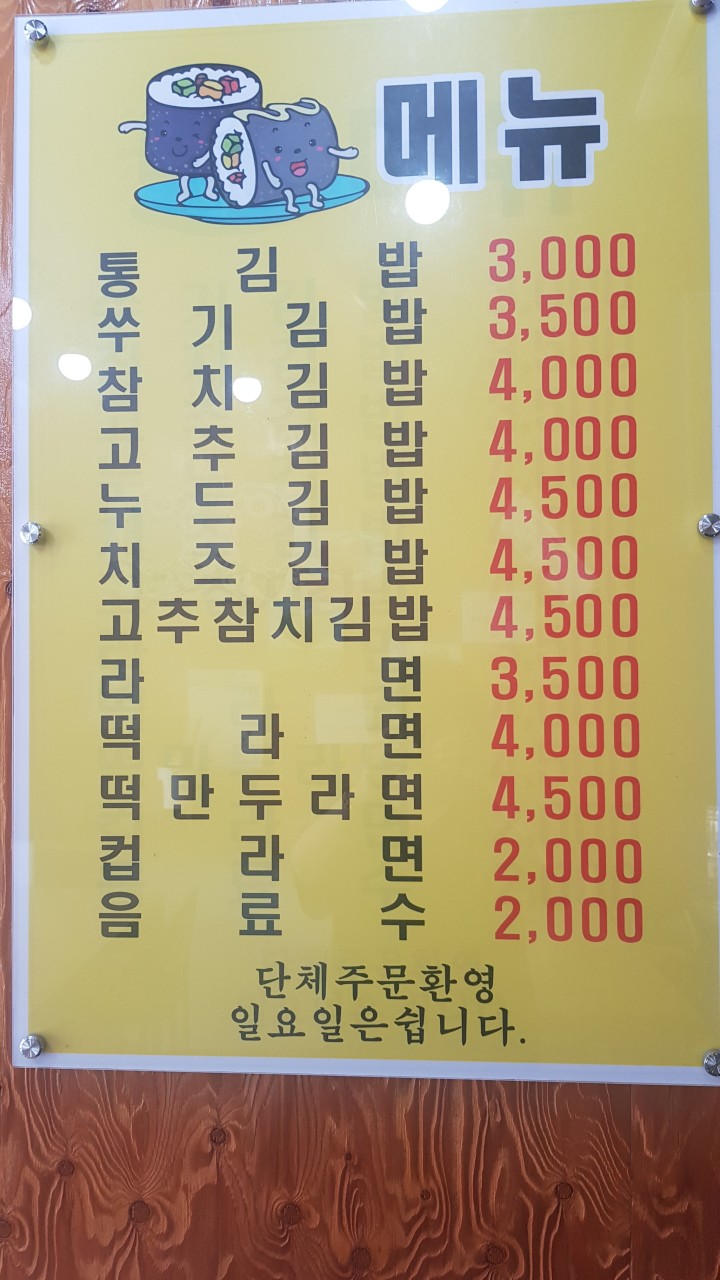 메뉴
통김밥 3,000
쑤기김밥 3,500
참치김밥 4,000
고추김밥 4,000
누드김밥 4,500
치즈김밥 4,500
고추참치김밥 4,500
라면 3,500
떡라면 4,000
떡만두라면 4,500
컵라면 2,000
음료수 2,000
단체주문환영
일요일은쉽니다.